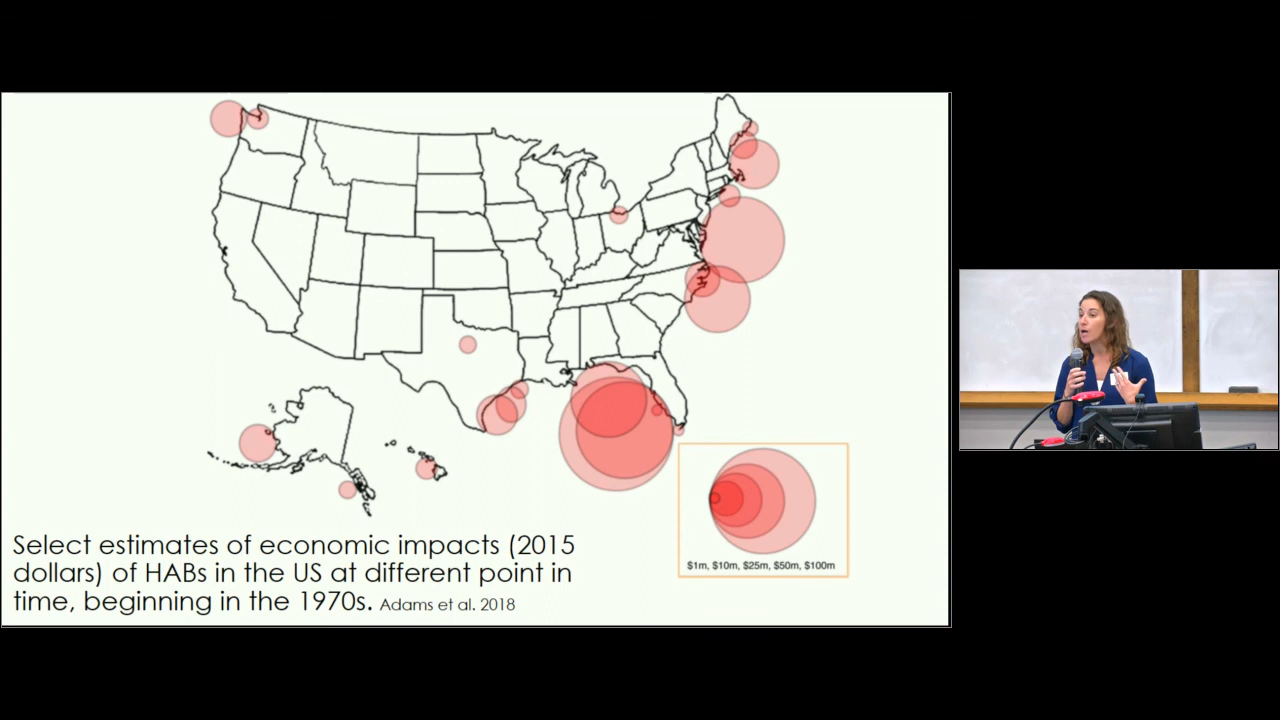 $1m, $10m, $25m, $50m, $100m
Select estimates of economic impacts (2015
dollars) of HABs in the US at different point in
time, beginning in the 1970s. Adams et al. 2018